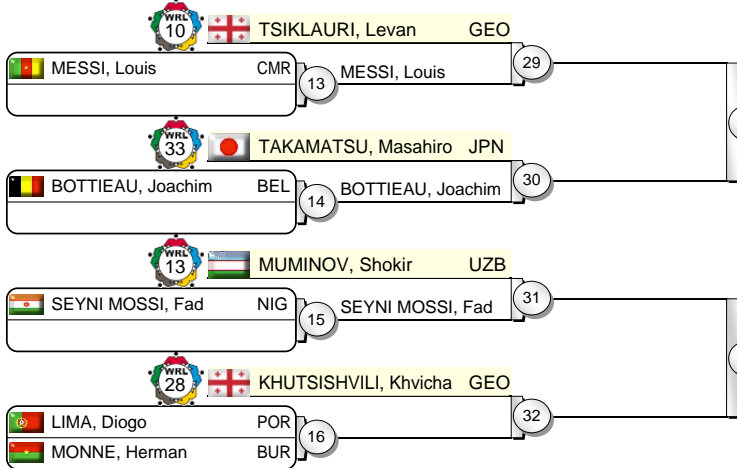 WRL
10
TSIKLAURI, Levan GEO
MESSI, Louis CMR
13
MESSI, Louis
29
WRL
33
TAKAMATSU, Masahiro JPN
BOTTIEAU, Joachim BEL
14
BOTTIEAU, Joachim
30
WRL
13
MUMINOV, Shokir UZB
SEYNI MOSSI, Fad NIG
15
SEYNI MOSSI, Fad
31
WRL
28
KHUTSISHVILI, Khvicha GEO
LIMA, Diogo POR
16
32
MONNE, Herman BUR